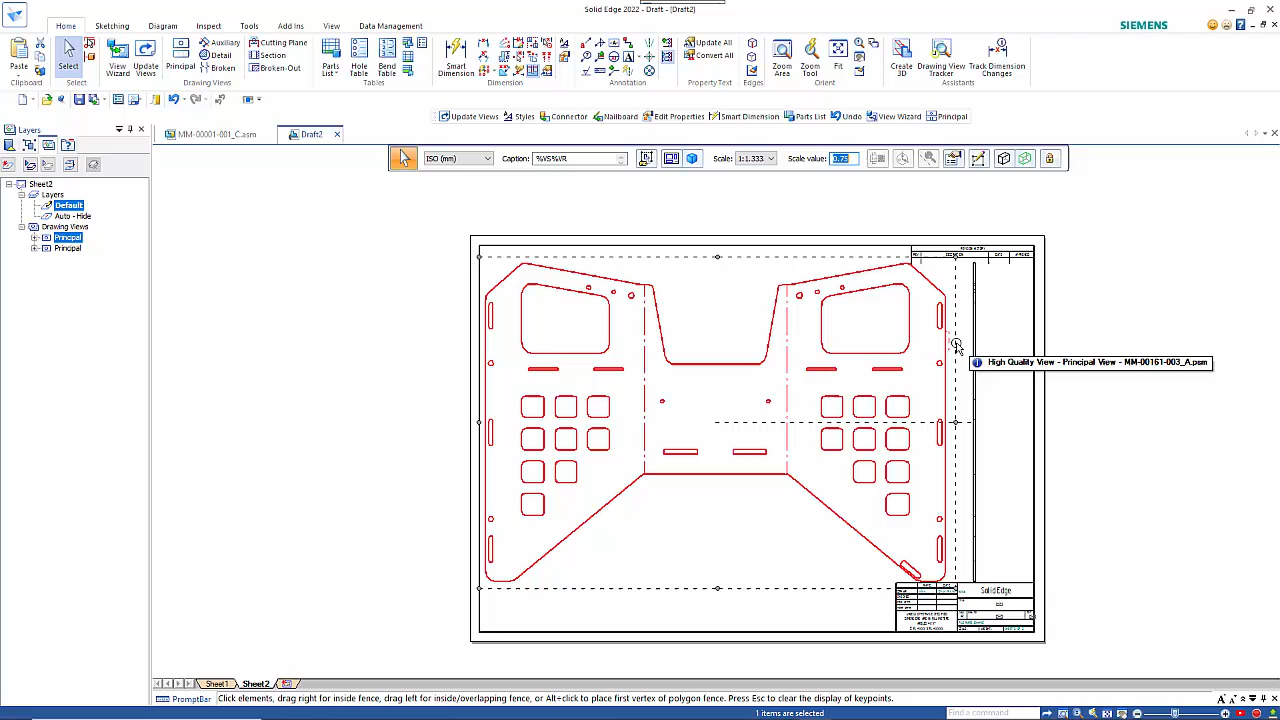 Solid Edge 2022 - Draft - [Draft2]
Home Sketching Diagram Inspect Tools Add Ins View Data Management
SIEMENS
Paste Select View Wizard Update Views Principal Auxiliary Detail Broken Cutting Plane Section Broken-Out Parts List Hole Table Bend Table Smart Dimension Update All Convert All Zoom Area Zoom Tool Fit Create 3D Drawing View Tracker Track Dimension Changes
Clipboard Select Drawing Views Tables Dimension Annotation PropertyText Edges Orient Assistants
Update Views Styles Connector Nailboard Edit Properties Smart Dimension Parts List Undo View Wizard Principal
Layers
MM-00001-001_C.asm Draft2
ISO (mm) Caption: %VS%VR Scale: 1:1.333 Scale value: 0.75
Sheet2
Layers
Default
Auto - Hide
Drawing Views
Principal
Principal
High Quality View - Principal View - MM-00161-003_A.psm
Solid Edge
Sheet1 Sheet2
PromptBar Click elements, drag right for inside fence, drag left for inside/overlapping fence, or Alt+click to place first vertex of polygon fence. Press Esc to clear the display of keypoints.
1 items are selected
Find a command